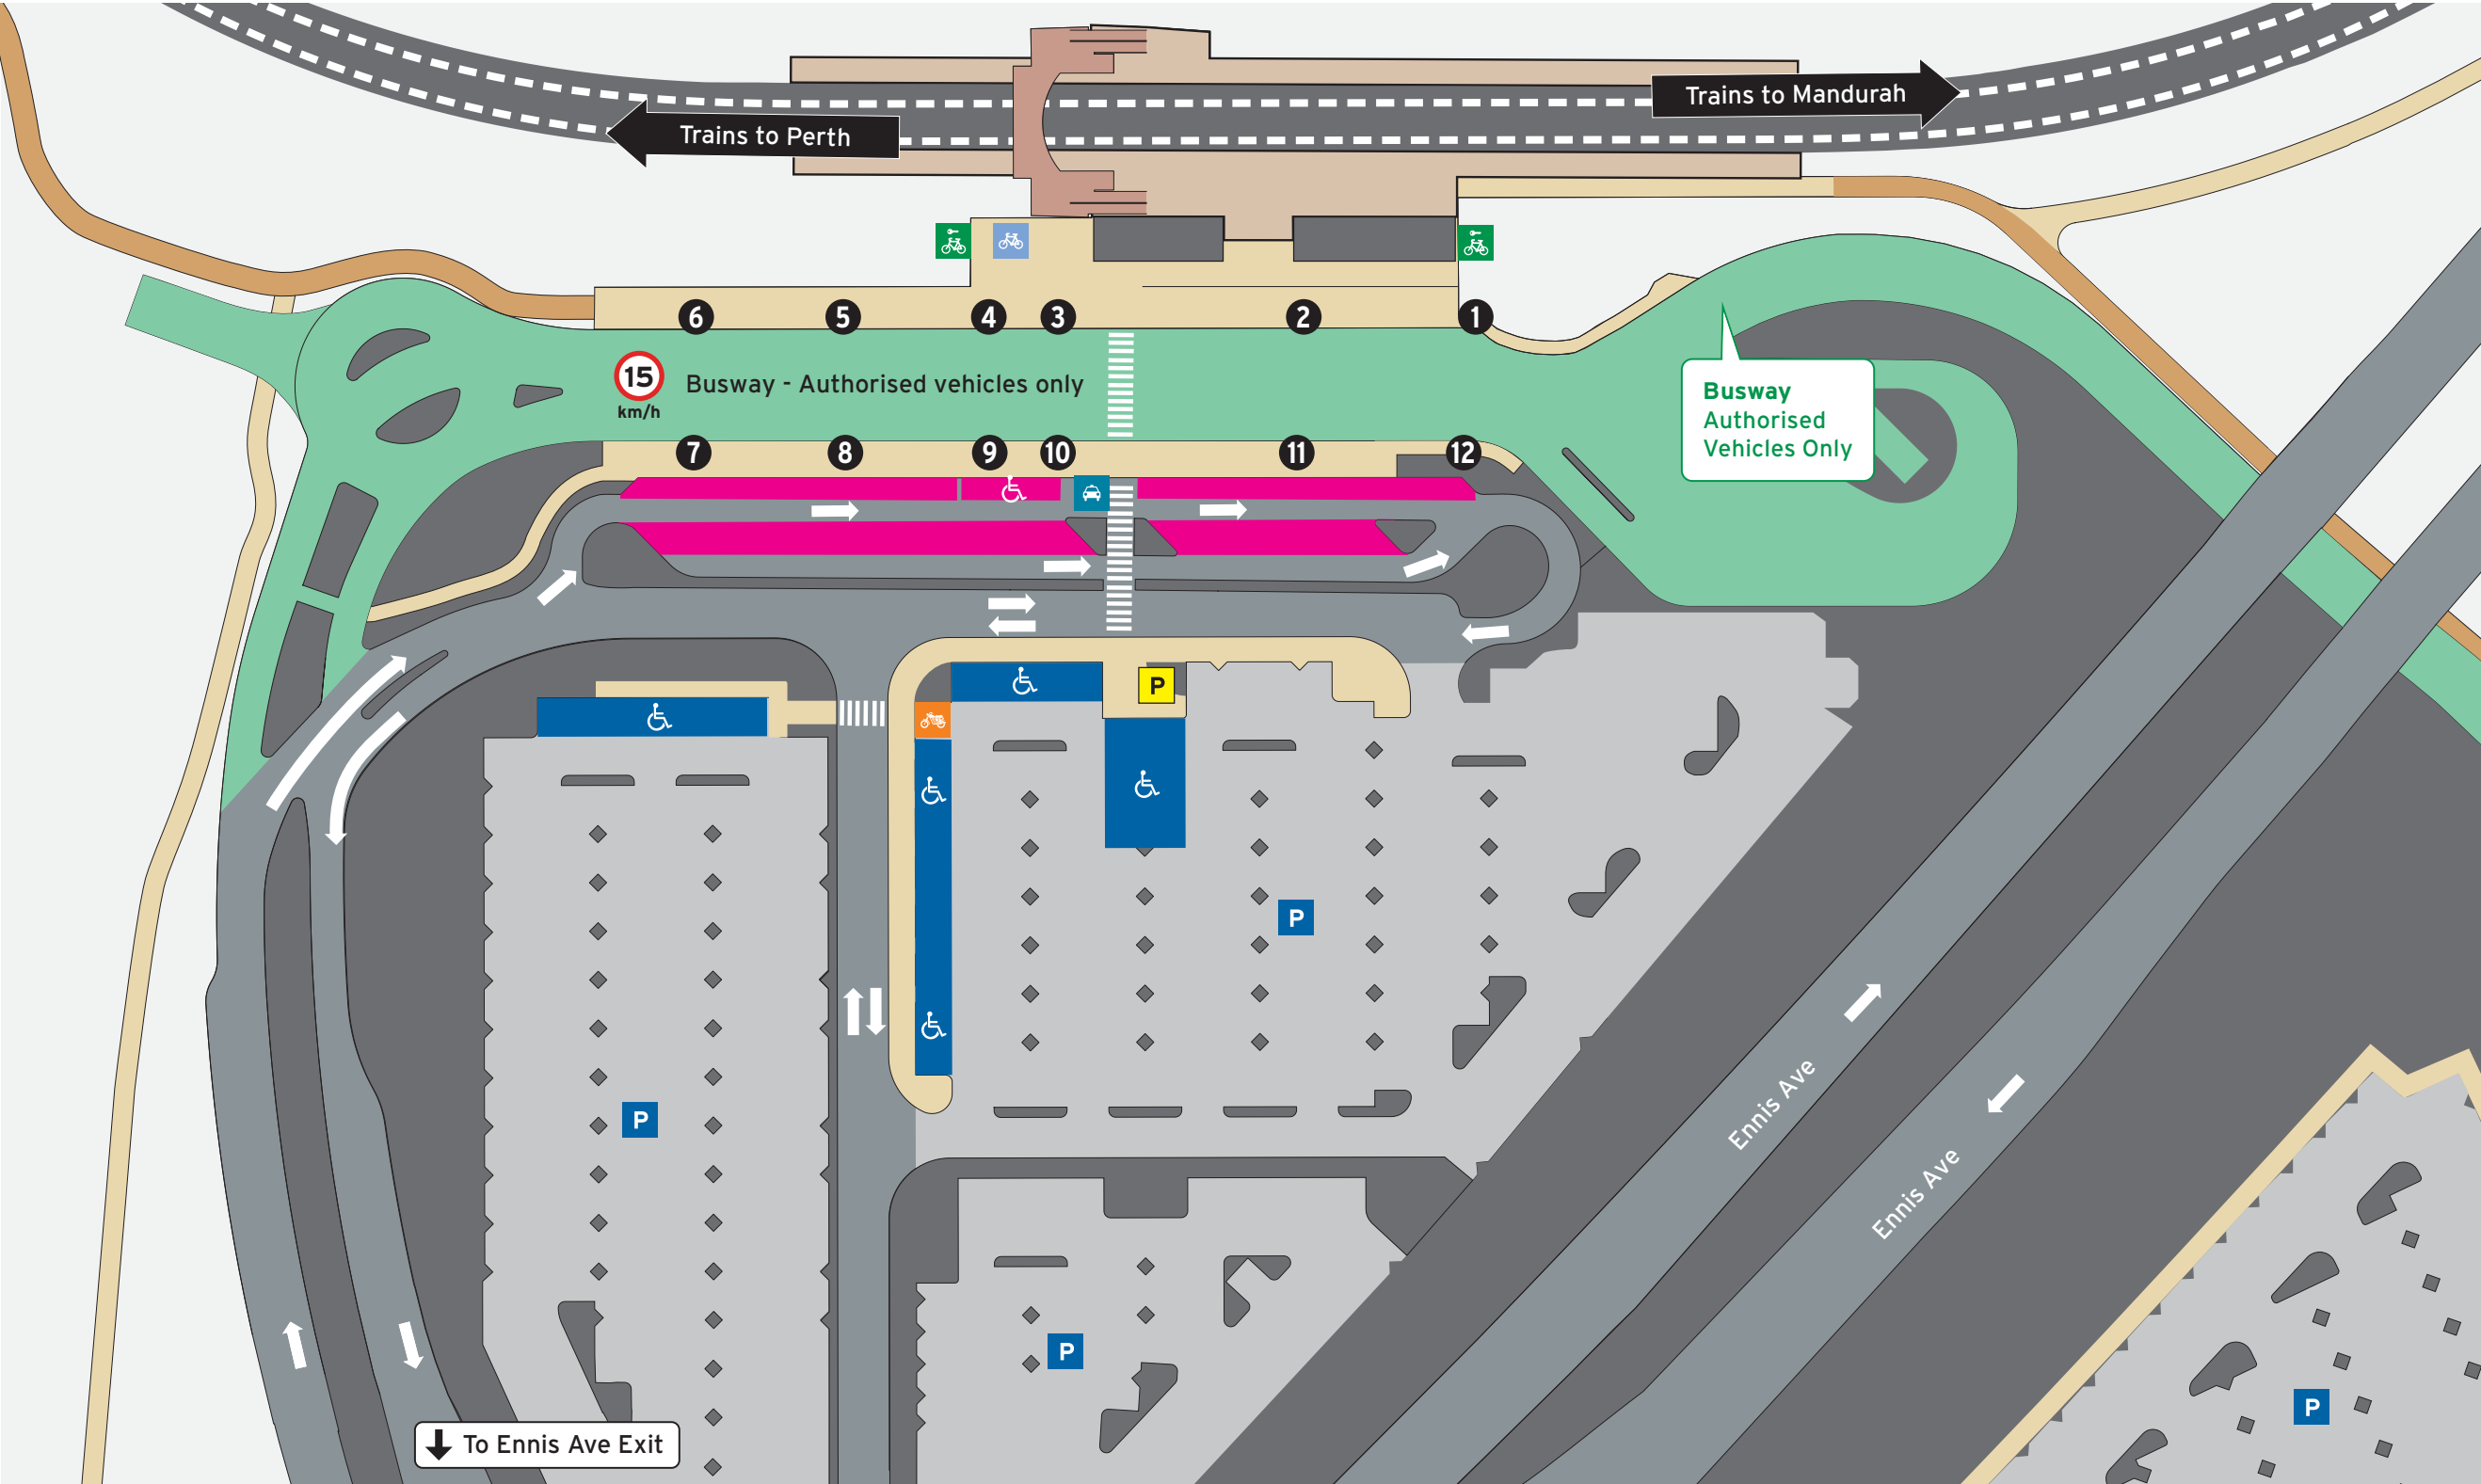 Trains to Mandurah
Trains to Perth
6
5
4
3
2
1
15
km/h
Busway - Authorised vehicles only
Busway
Authorised
Vehicles Only
7
8
9
10
11
12
P
P
P
P
P
Ennis Ave
Ennis Ave
To Ennis Ave Exit